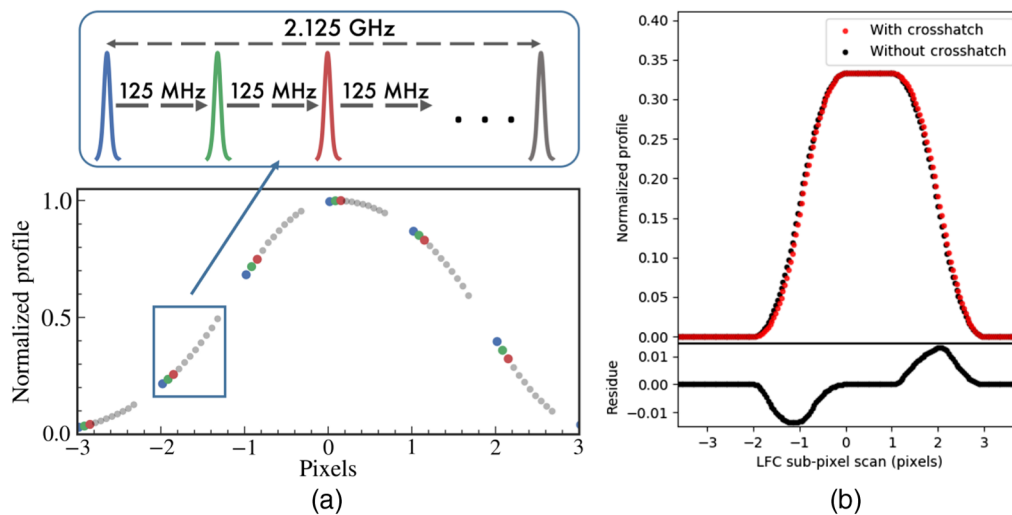 2.125 GHz
125 MHz 125 MHz 125 MHz
. . .
Normalized profile
1.0
0.5
0.0
−3 −2 −1 0 1 2 3
Pixels
(a)
With crosshatch
Without crosshatch
Normalized profile
0.40
0.35
0.30
0.25
0.20
0.15
0.10
0.05
0.00
Residue
0.01
0.00
−0.01
−3 −2 −1 0 1 2 3
LFC sub-pixel scan (pixels)
(b)